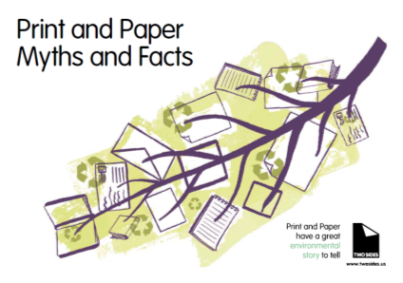 Print and Paper
Myths and Facts
Print and Paper
have a great
environmental
story to tell
TWO SIDES
www.twosides.us